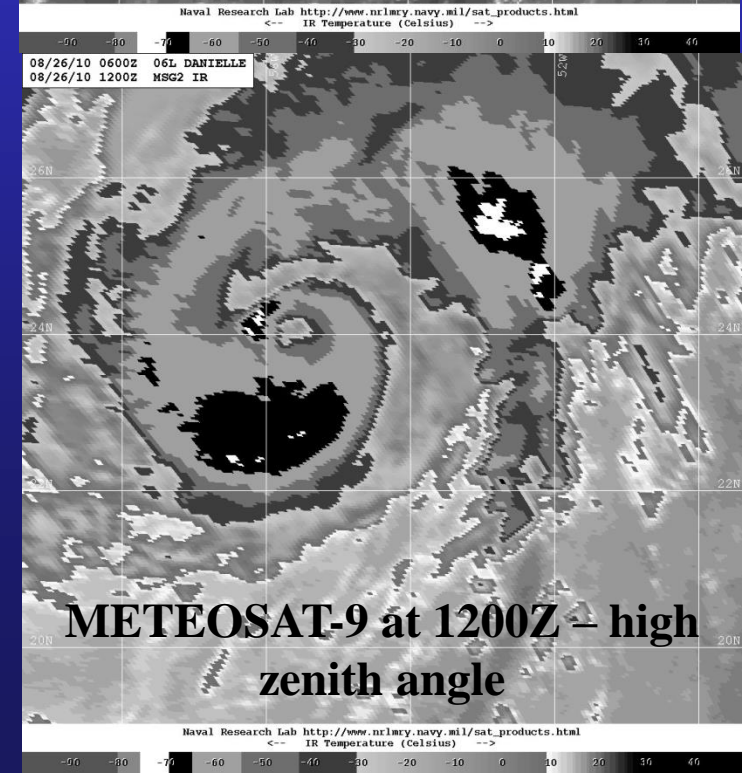 Naval Research Lab http://www.nrlmry.navy.mil/sat_products.html
<-- IR Temperature (Celsius) -->
-90 -80 -70 -60 -50 -40 -30 -20 -10 0 10 20 30 40
08/26/10 0600Z 06L DANIELLE
08/26/10 1200Z MSG2 IR
52W
26N 26N
24N 24N
22N 22N
20N 20N
METEOSAT-9 at 1200Z – high
zenith angle
Naval Research Lab http://www.nrlmry.navy.mil/sat_products.html
<-- IR Temperature (Celsius) -->
-90 -80 -70 -60 -50 -40 -30 -20 -10 0 10 20 30 40